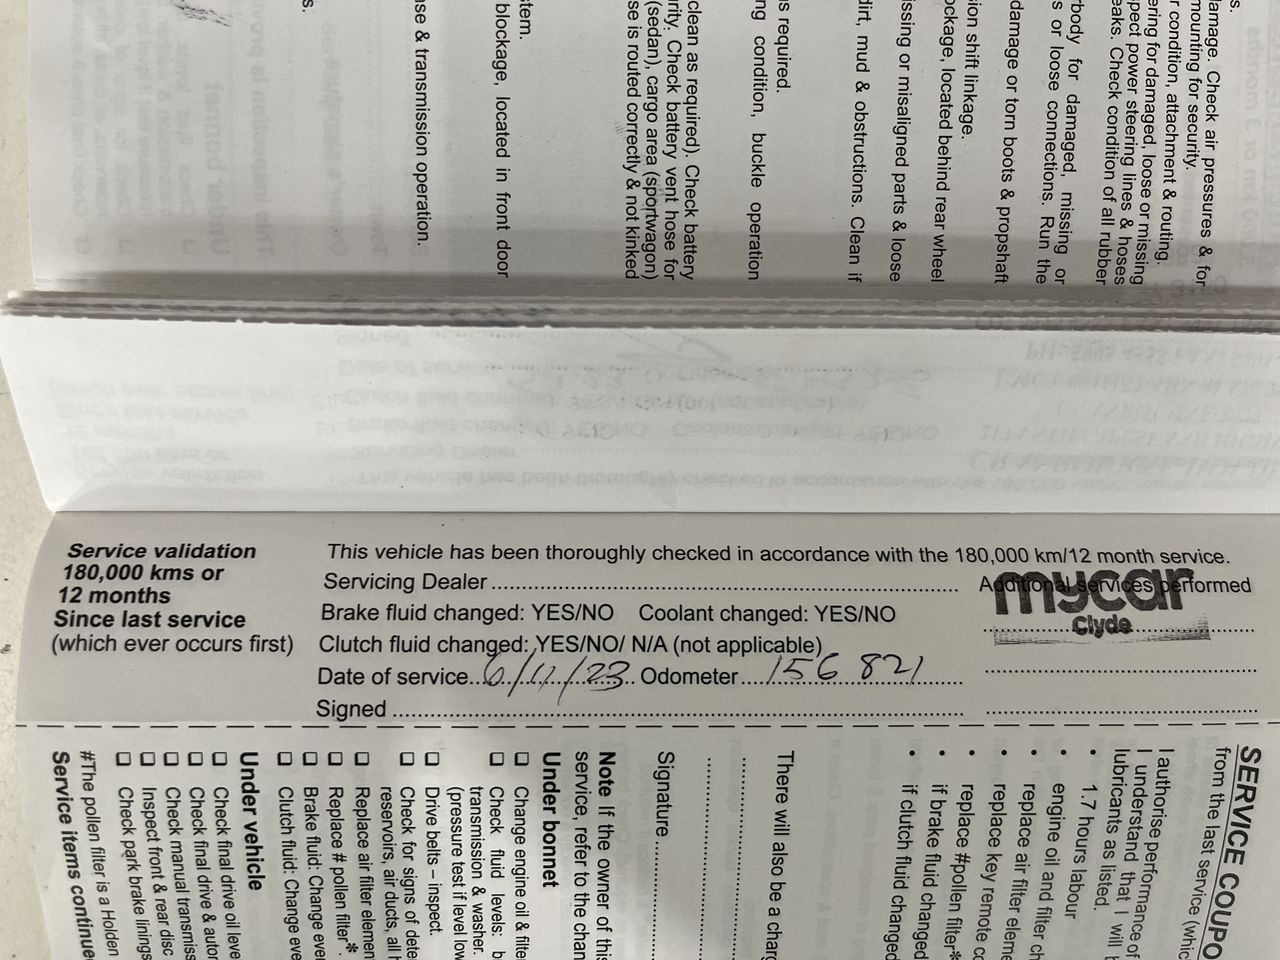 lamage. Check air pressures & for
mounting for security.
r condition, attachment & routing.
ering for damaged, loose or missing
pect power steering lines & hoses
eaks. Check condition of all rubber
body for damaged, missing or
s or loose connections. Run the
damage or torn boots & propshaft
ion shift linkage.
ockage, located behind rear wheel
issing or misaligned parts & loose
dirt, mud & obstructions. Clean if
s required.
ng condition, buckle operation
clean as required). Check battery
rity. Check battery vent hose for
(sedan), cargo area (sportwagon)
se is routed correctly & not kinked
stem.
blockage, located in front door
se & transmission operation.
s.
Service validation
180,000 kms or
12 months
Since last service
(which ever occurs first)
This vehicle has been thoroughly checked in accordance with the 180,000 km/12 month service.
Servicing Dealer
Additional services performed
mycar
Clyde
Brake fluid changed: YES/NO Coolant changed: YES/NO
Clutch fluid changed: YES/NO/ N/A (not applicable)
Date of service 6/11/23 Odometer 156 821
Signed
SERVICE COUPO
from the last service (whic
I authorise performance of
I understand that I will b
lubricants as listed.
• 1.7 hours labour
• engine oil and filter ch
• replace air filter eleme
• replace key remote co
• replace #pollen filter*
• if brake fluid changed
• if clutch fluid changed
There will also be a charg
Signature
Note If the owner of this
service, refer to the chan
Under bonnet
Change engine oil & filte
Check fluid levels: b
transmission & washer.
(pressure test if level low
Drive belts – inspect.
Check for signs of dete
reservoirs, air ducts, all h
Replace air filter elemen
Replace # pollen filter*.
Brake fluid: Change ever
Clutch fluid: Change eve
Under vehicle
Check final drive oil leve
Check final drive & autor
Check manual transmiss
Inspect front & rear disc
Check park brake linings
#The pollen filter is a Holden
Service items continued